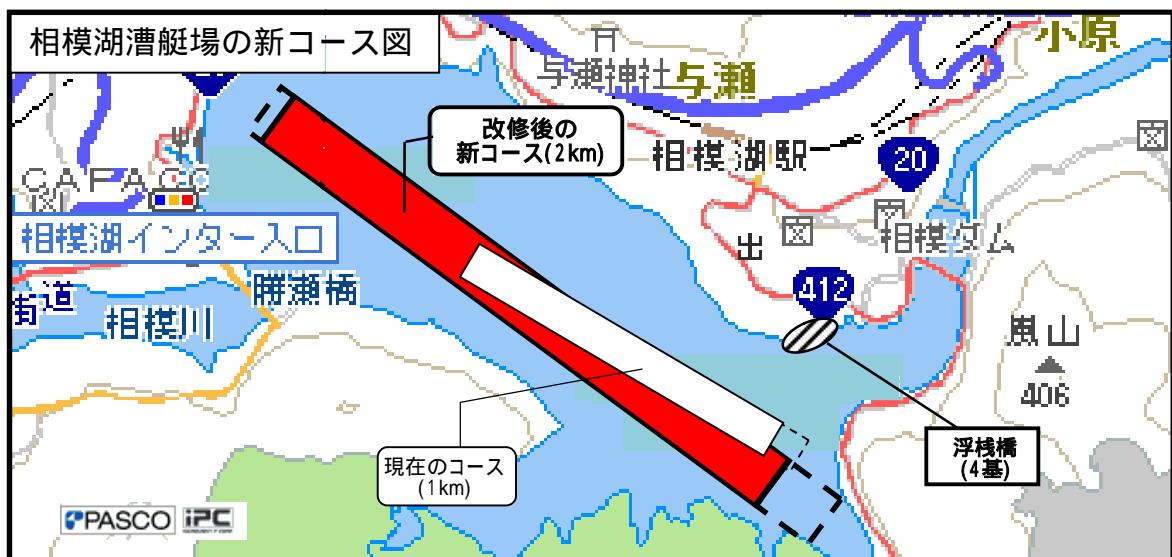 相模湖漕艇場の新コース図
小原
与瀬神社
与瀬
改修後の
新コース(2km)
相模湖駅
20
相模湖インター入口
出
相模ダム
勝瀬橋
412
街道
相模川
嵐山
406
現在のコース
(1km)
浮桟橋
(4基)
PASCO iPC